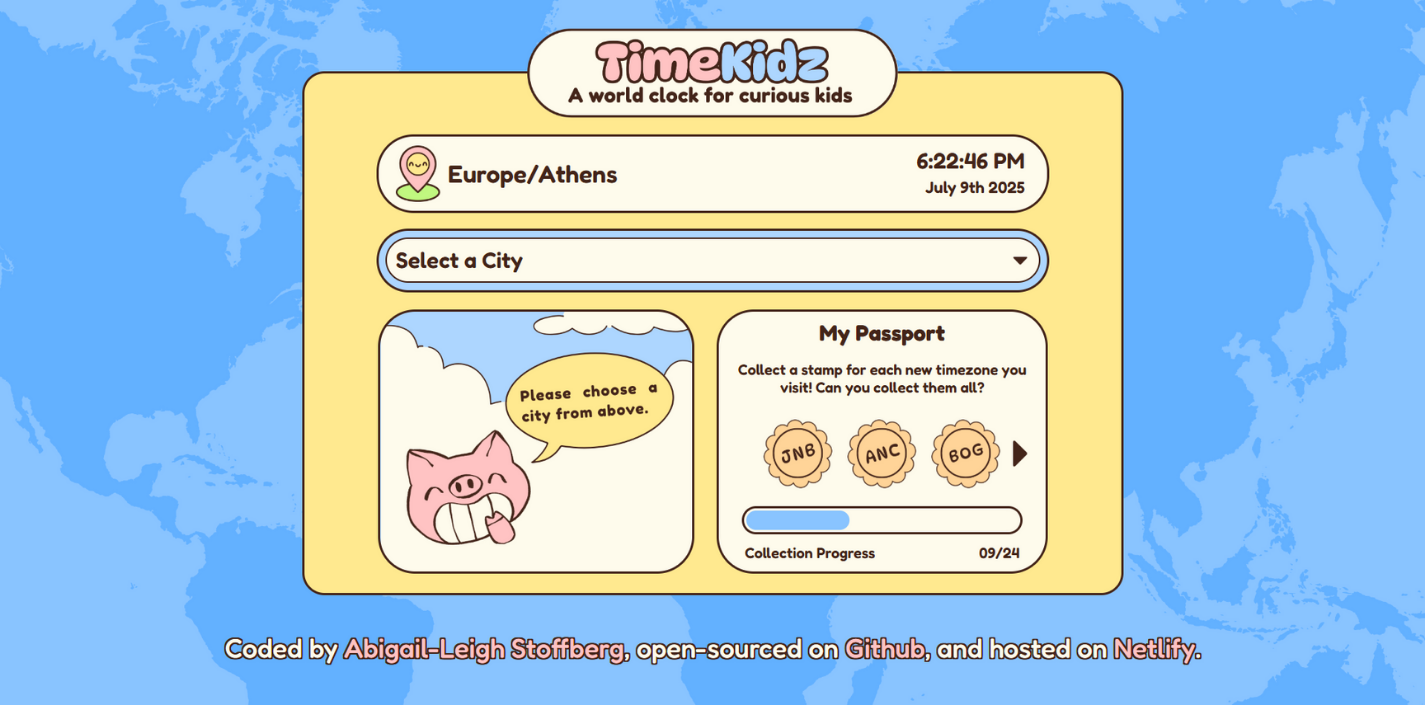 TimeKidz
A world clock for curious kids
Europe/Athens
6:22:46 PM
July 9th 2025
Select a City
Please choose a
city from above.
My Passport
Collect a stamp for each new timezone you
visit! Can you collect them all?
JNB
ANC
BOG
Collection Progress
09/24
Coded by Abigail-Leigh Stoffberg, open-sourced on Github, and hosted on Netlify.